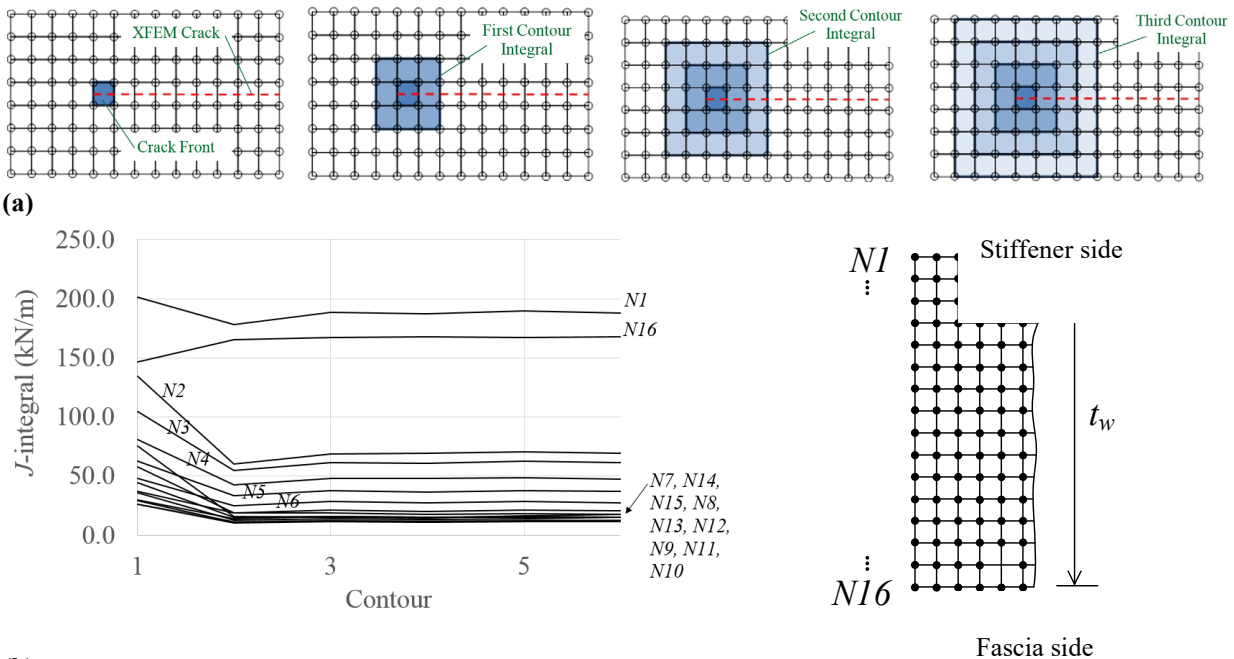 XFEM Crack
Crack Front
First Contour
Integral
Second Contour
Integral
Third Contour
Integral
(a)
J-integral (kN/m)
250.0
200.0
150.0
100.0
50.0
0.0
1
3
5
Contour
N1
N16
N2
N3
N4
N5
N6
N7, N14,
N15, N8,
N13, N12,
N9, N11,
N10
N1
Stiffener side
t_w
N16
Fascia side